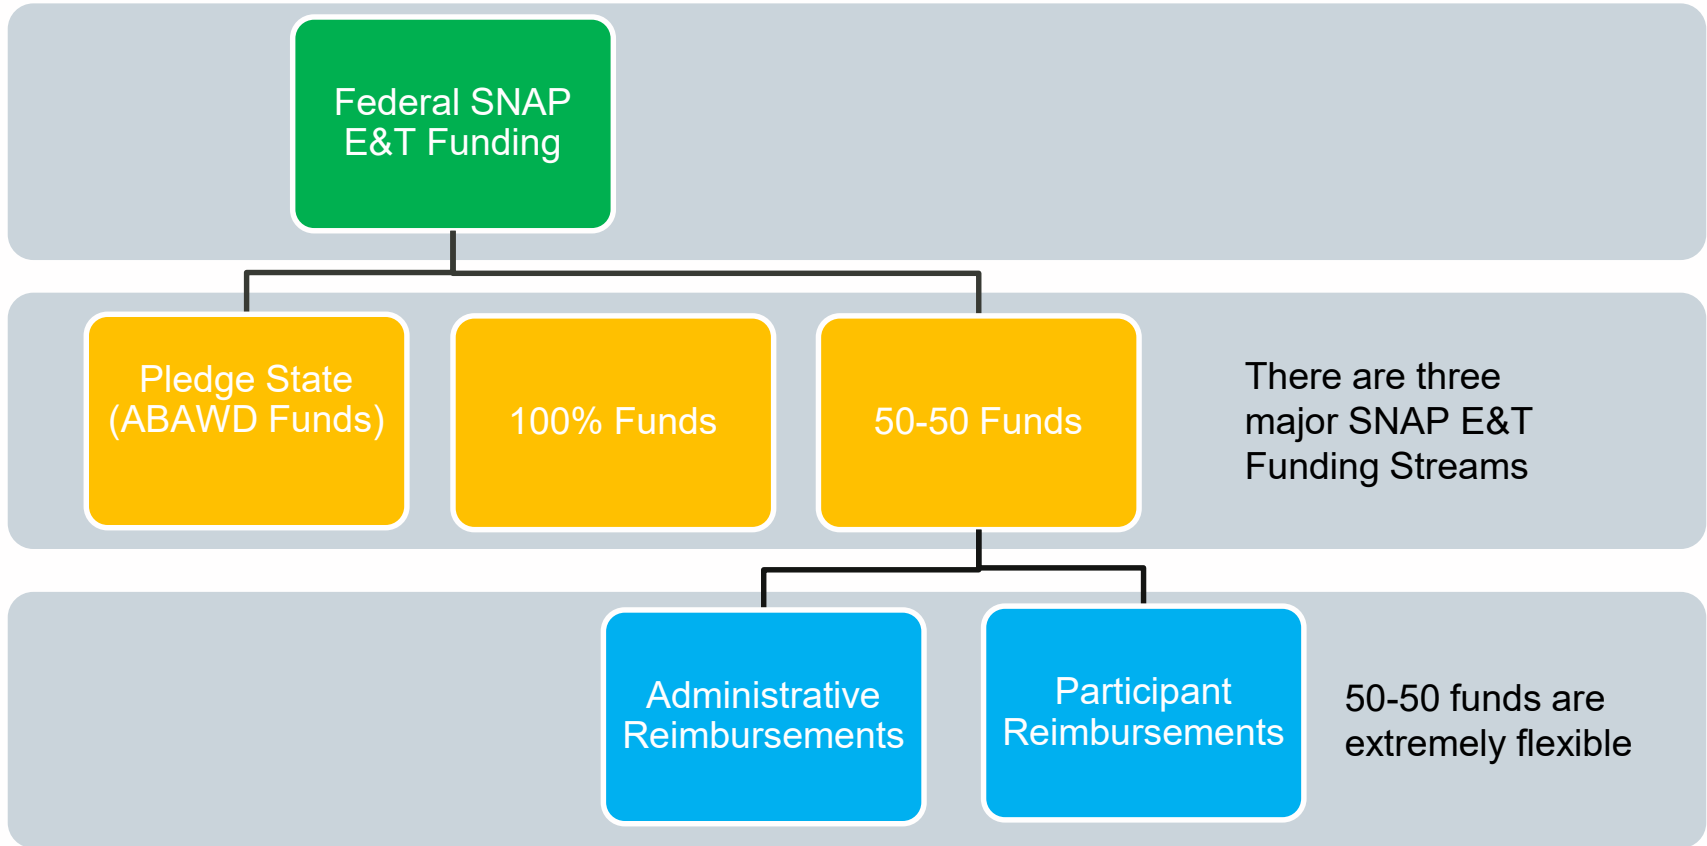 Federal SNAP
E&T Funding
Pledge State
(ABAWD Funds)
100% Funds
50-50 Funds
There are three
major SNAP E&T
Funding Streams
Administrative
Reimbursements
Participant
Reimbursements
50-50 funds are
extremely flexible